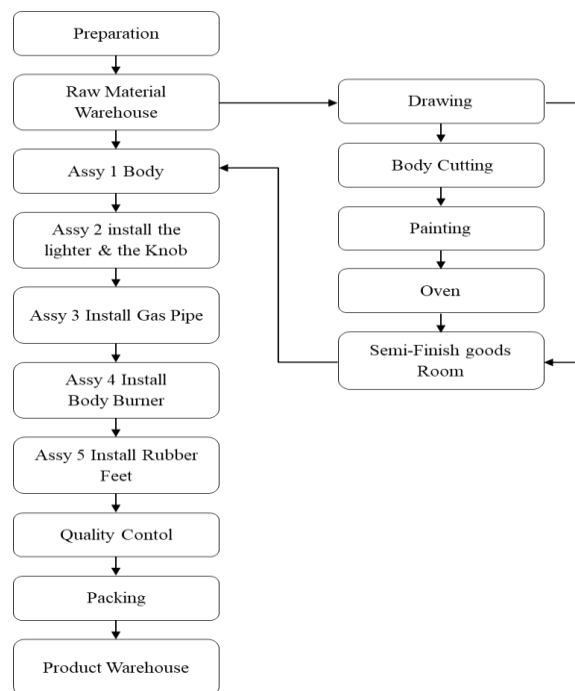 Preparation
Raw Material
Warehouse
Assy 1 Body
Assy 2 install the
lighter & the Knob
Assy 3 Install Gas Pipe
Assy 4 Install
Body Burner
Assy 5 Install Rubber
Feet
Quality Contol
Packing
Product Warehouse
Drawing
Body Cutting
Painting
Oven
Semi-Finish goods
Room